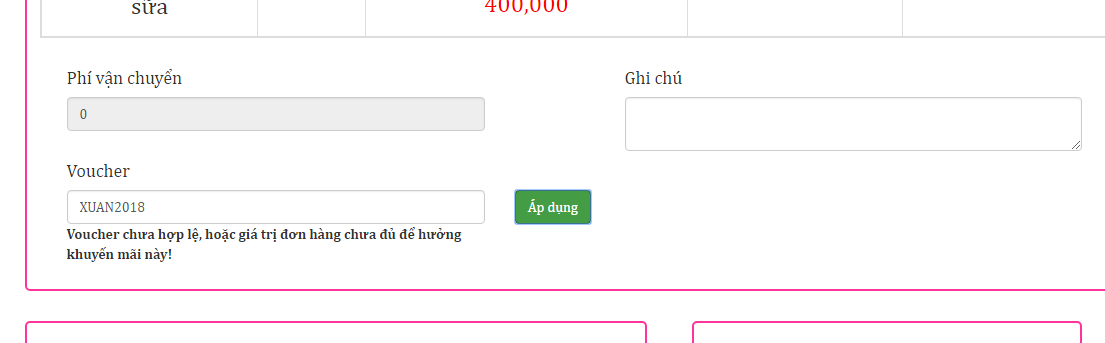 sữa
400,000
Phí vận chuyển
Ghi chú
0
Voucher
XUAN2018
Áp dụng
Voucher chưa hợp lệ, hoặc giá trị đơn hàng chưa đủ để hưởng
khuyến mãi này!